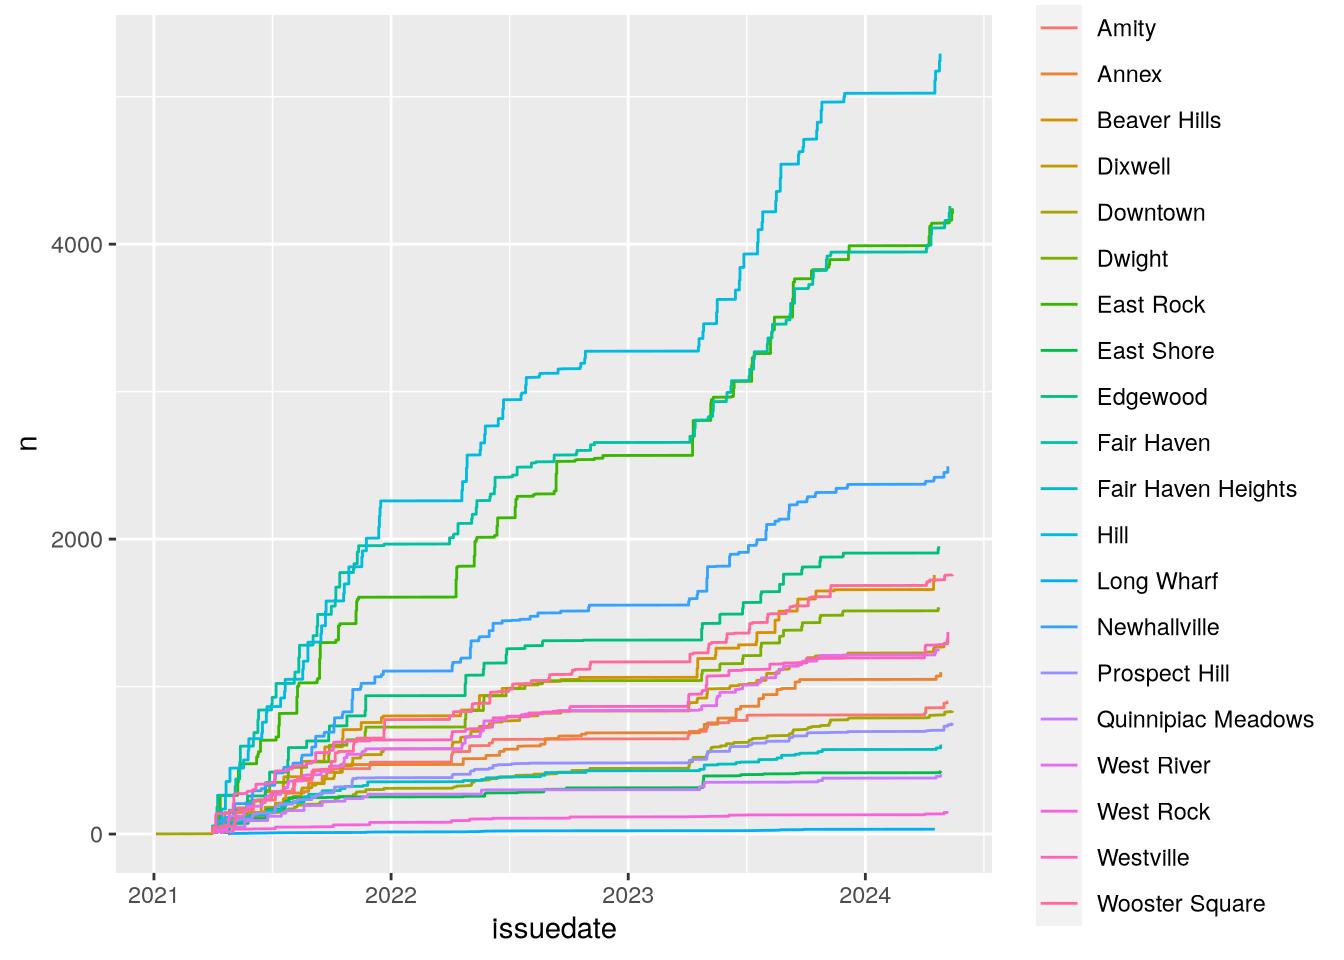 n
4000
2000
0
2021
2022
2023
2024
issuedate
Amity
Annex
Beaver Hills
Dixwell
Downtown
Dwight
East Rock
East Shore
Edgewood
Fair Haven
Fair Haven Heights
Hill
Long Wharf
Newhallville
Prospect Hill
Quinnipiac Meadows
West River
West Rock
Westville
Wooster Square